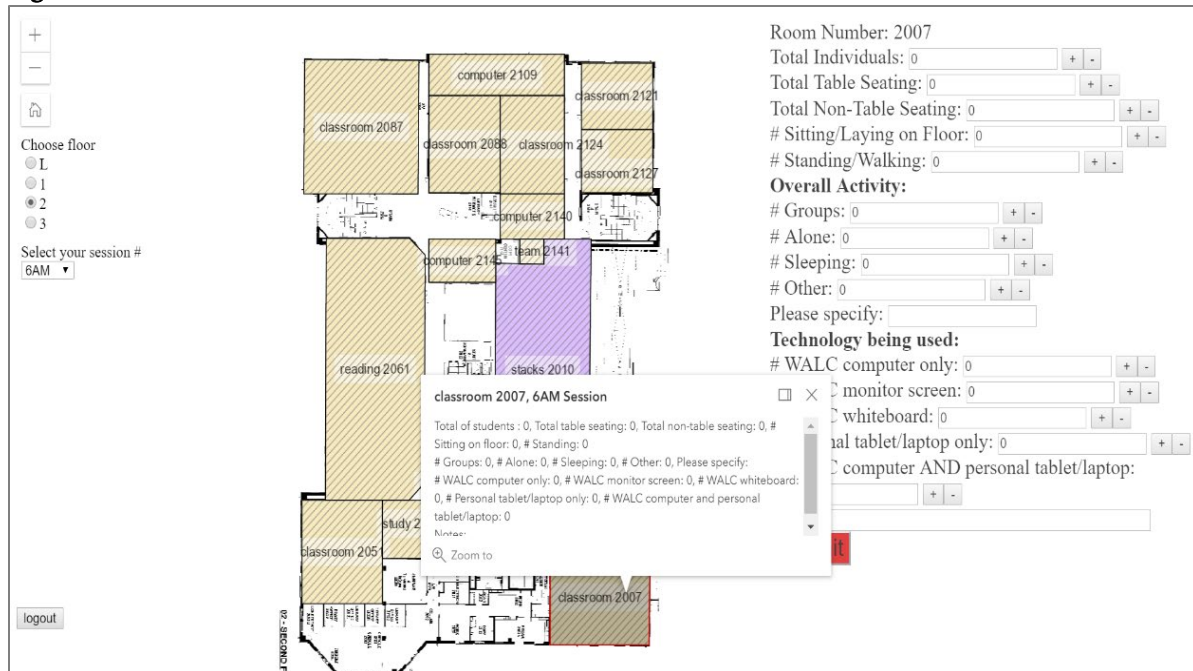 +
−
Choose floor
L
1
2
3
Select your session #
6AM
logout
computer 2109
classroom 2121
classroom 2087
classroom 2088
classroom 2124
classroom 2127
computer 2140
team 2141
computer 2145
reading 2061
stacks 2010
classroom 2051
study 2
classroom 2007
02 - SECOND F
classroom 2007, 6AM Session
Total of students : 0, Total table seating: 0, Total non-table seating: 0, #
Sitting on floor: 0, # Standing: 0
# Groups: 0, # Alone: 0, # Sleeping: 0, # Other: 0, Please specify:
# WALC computer only: 0, # WALC monitor screen: 0, # WALC whiteboard:
0, # Personal tablet/laptop only: 0, # WALC computer and personal
tablet/laptop: 0
Notes:
Zoom to
Room Number: 2007
Total Individuals: 0 + -
Total Table Seating: 0 + -
Total Non-Table Seating: 0 + -
# Sitting/Laying on Floor: 0 + -
# Standing/Walking: 0 + -
Overall Activity:
# Groups: 0 + -
# Alone: 0 + -
# Sleeping: 0 + -
# Other: 0 + -
Please specify:
Technology being used:
# WALC computer only: 0 + -
C monitor screen: 0 + -
C whiteboard: 0 + -
nal tablet/laptop only: 0 + -
C computer AND personal tablet/laptop:
+ -
it